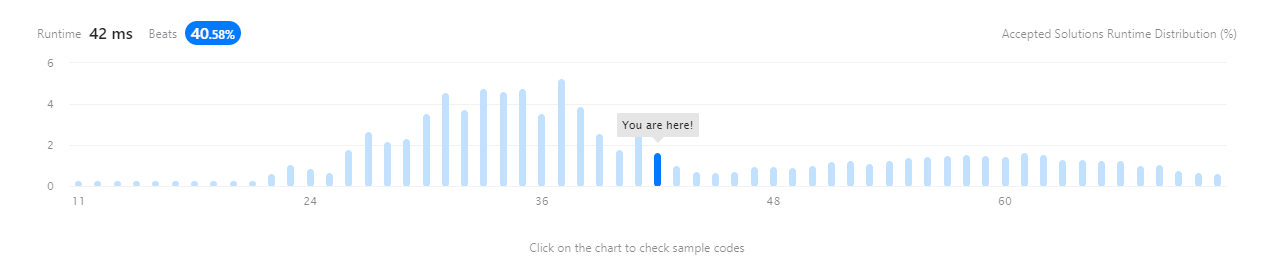 Runtime 42 ms Beats 40.58% Accepted Solutions Runtime Distribution (%)
6
4
You are here!
2
0
11 24 36 48 60
Click on the chart to check sample codes